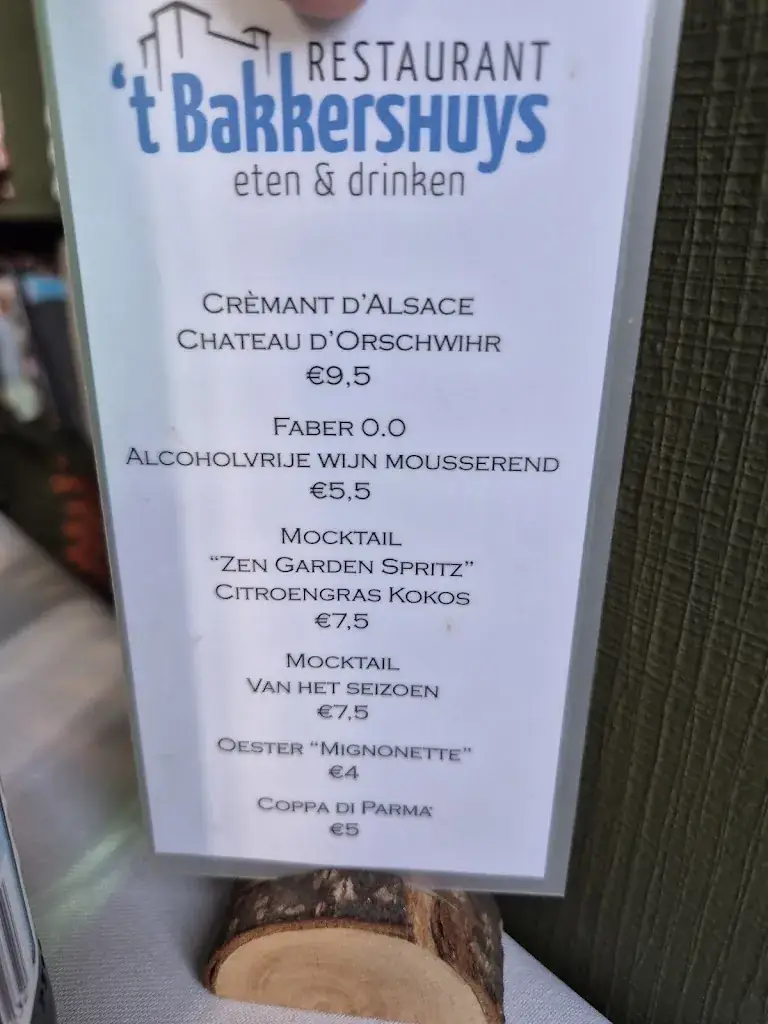 RESTAURANT
't Bakkershuys
eten & drinken
Crèmant d'Alsace
Chateau d'Orschwihr
€9,5
Faber 0.0
Alcoholvrije wijn mousserend
€5,5
Mocktail
"Zen Garden Spritz"
Citroengras Kokos
€7,5
Mocktail
Van het seizoen
€7,5
Oester "Mignonette"
€4
Coppa di Parma
€5